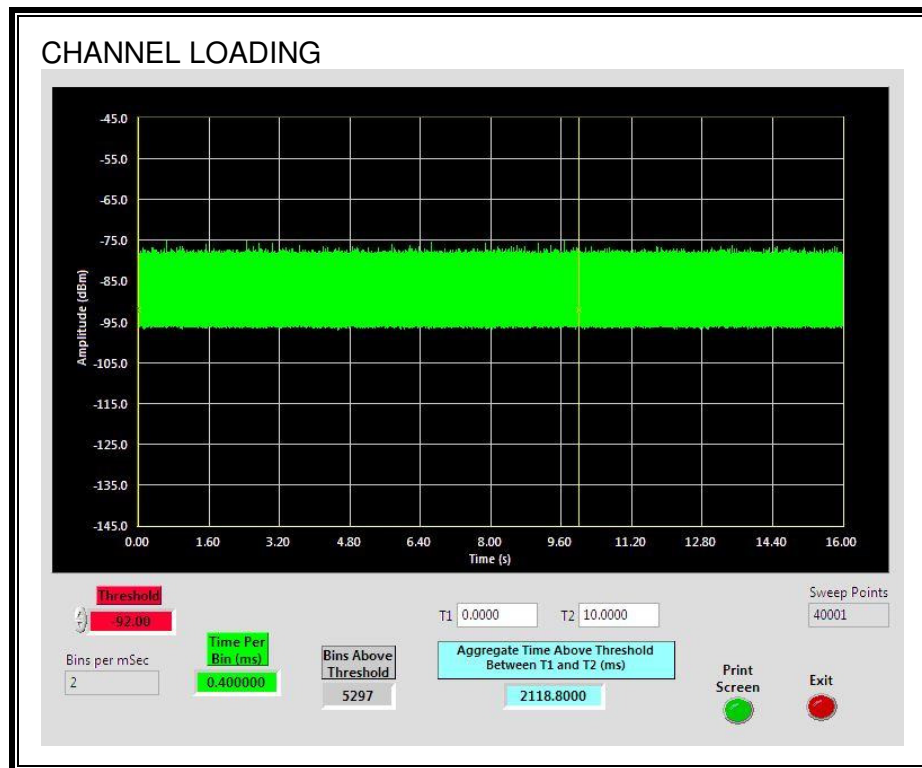 CHANNEL LOADING
Amplitude (dBm)
-45.0
-55.0
-65.0
-75.0
-85.0
-95.0
-105.0
-115.0
-125.0
-135.0
-145.0
0.00 1.60 3.20 4.80 6.40 8.00 9.60 11.20 12.80 14.40 16.00
Time (s)
Threshold
-92.00
Bins per mSec
2
Time Per
Bin (ms)
0.400000
Bins Above
Threshold
5297
T1 0.0000 T2 10.0000
Aggregate Time Above Threshold
Between T1 and T2 (ms)
2118.8000
Sweep Points
40001
Print
Screen
Exit